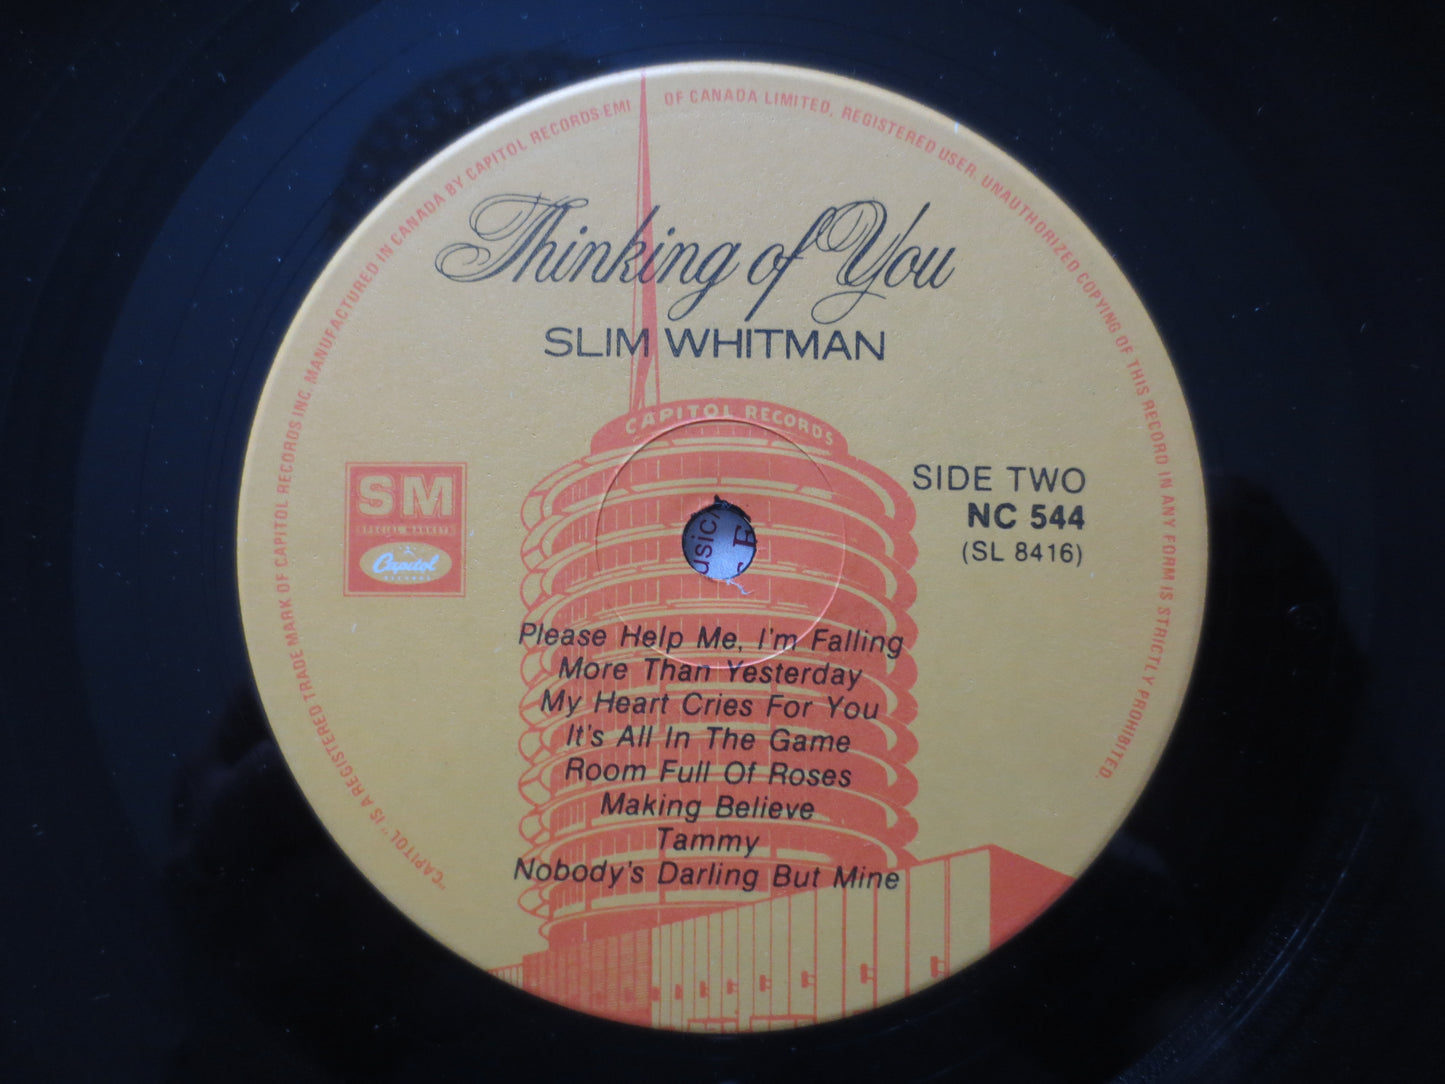 "CAPITOL" IS A REGISTERED TRADE MARK OF CAPITOL RECORDS INC. MANUFACTURED IN CANADA BY CAPITOL RECORDS-EMI OF CANADA LIMITED, REGISTERED USER. UNAUTHORIZED COPYING OF THIS RECORD IN ANY FORM IS STRICTLY PROHIBITED.
Thinking of You
SLIM WHITMAN
CAPITOL RECORDS
SM
SPECIAL MARKETS
Capitol
RECORDS
SIDE TWO
NC 544
(SL 8416)
usic
Please Help Me, I'm Falling
More Than Yesterday
My Heart Cries For You
It's All In The Game
Room Full Of Roses
Making Believe
Tammy
Nobody's Darling But Mine